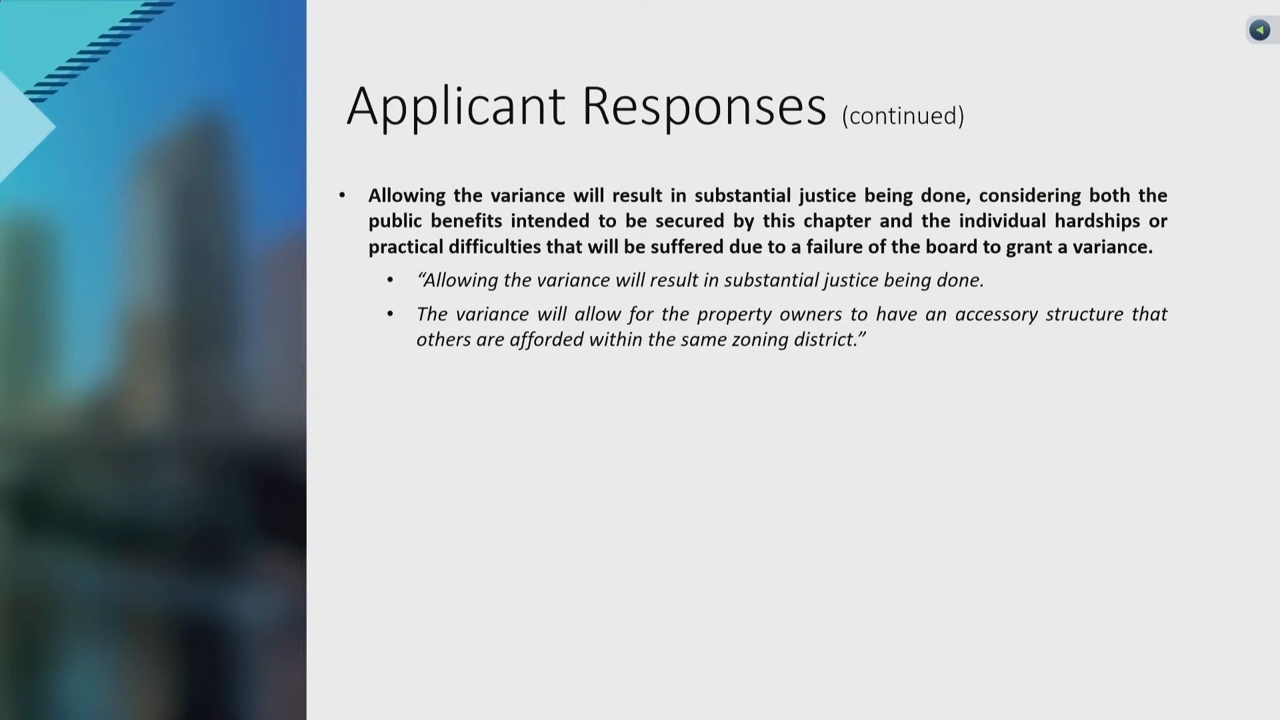 Applicant Responses (continued)
• Allowing the variance will result in substantial justice being done, considering both the
public benefits intended to be secured by this chapter and the individual hardships or
practical difficulties that will be suffered due to a failure of the board to grant a variance.
• “Allowing the variance will result in substantial justice being done.
• The variance will allow for the property owners to have an accessory structure that
others are afforded within the same zoning district.”